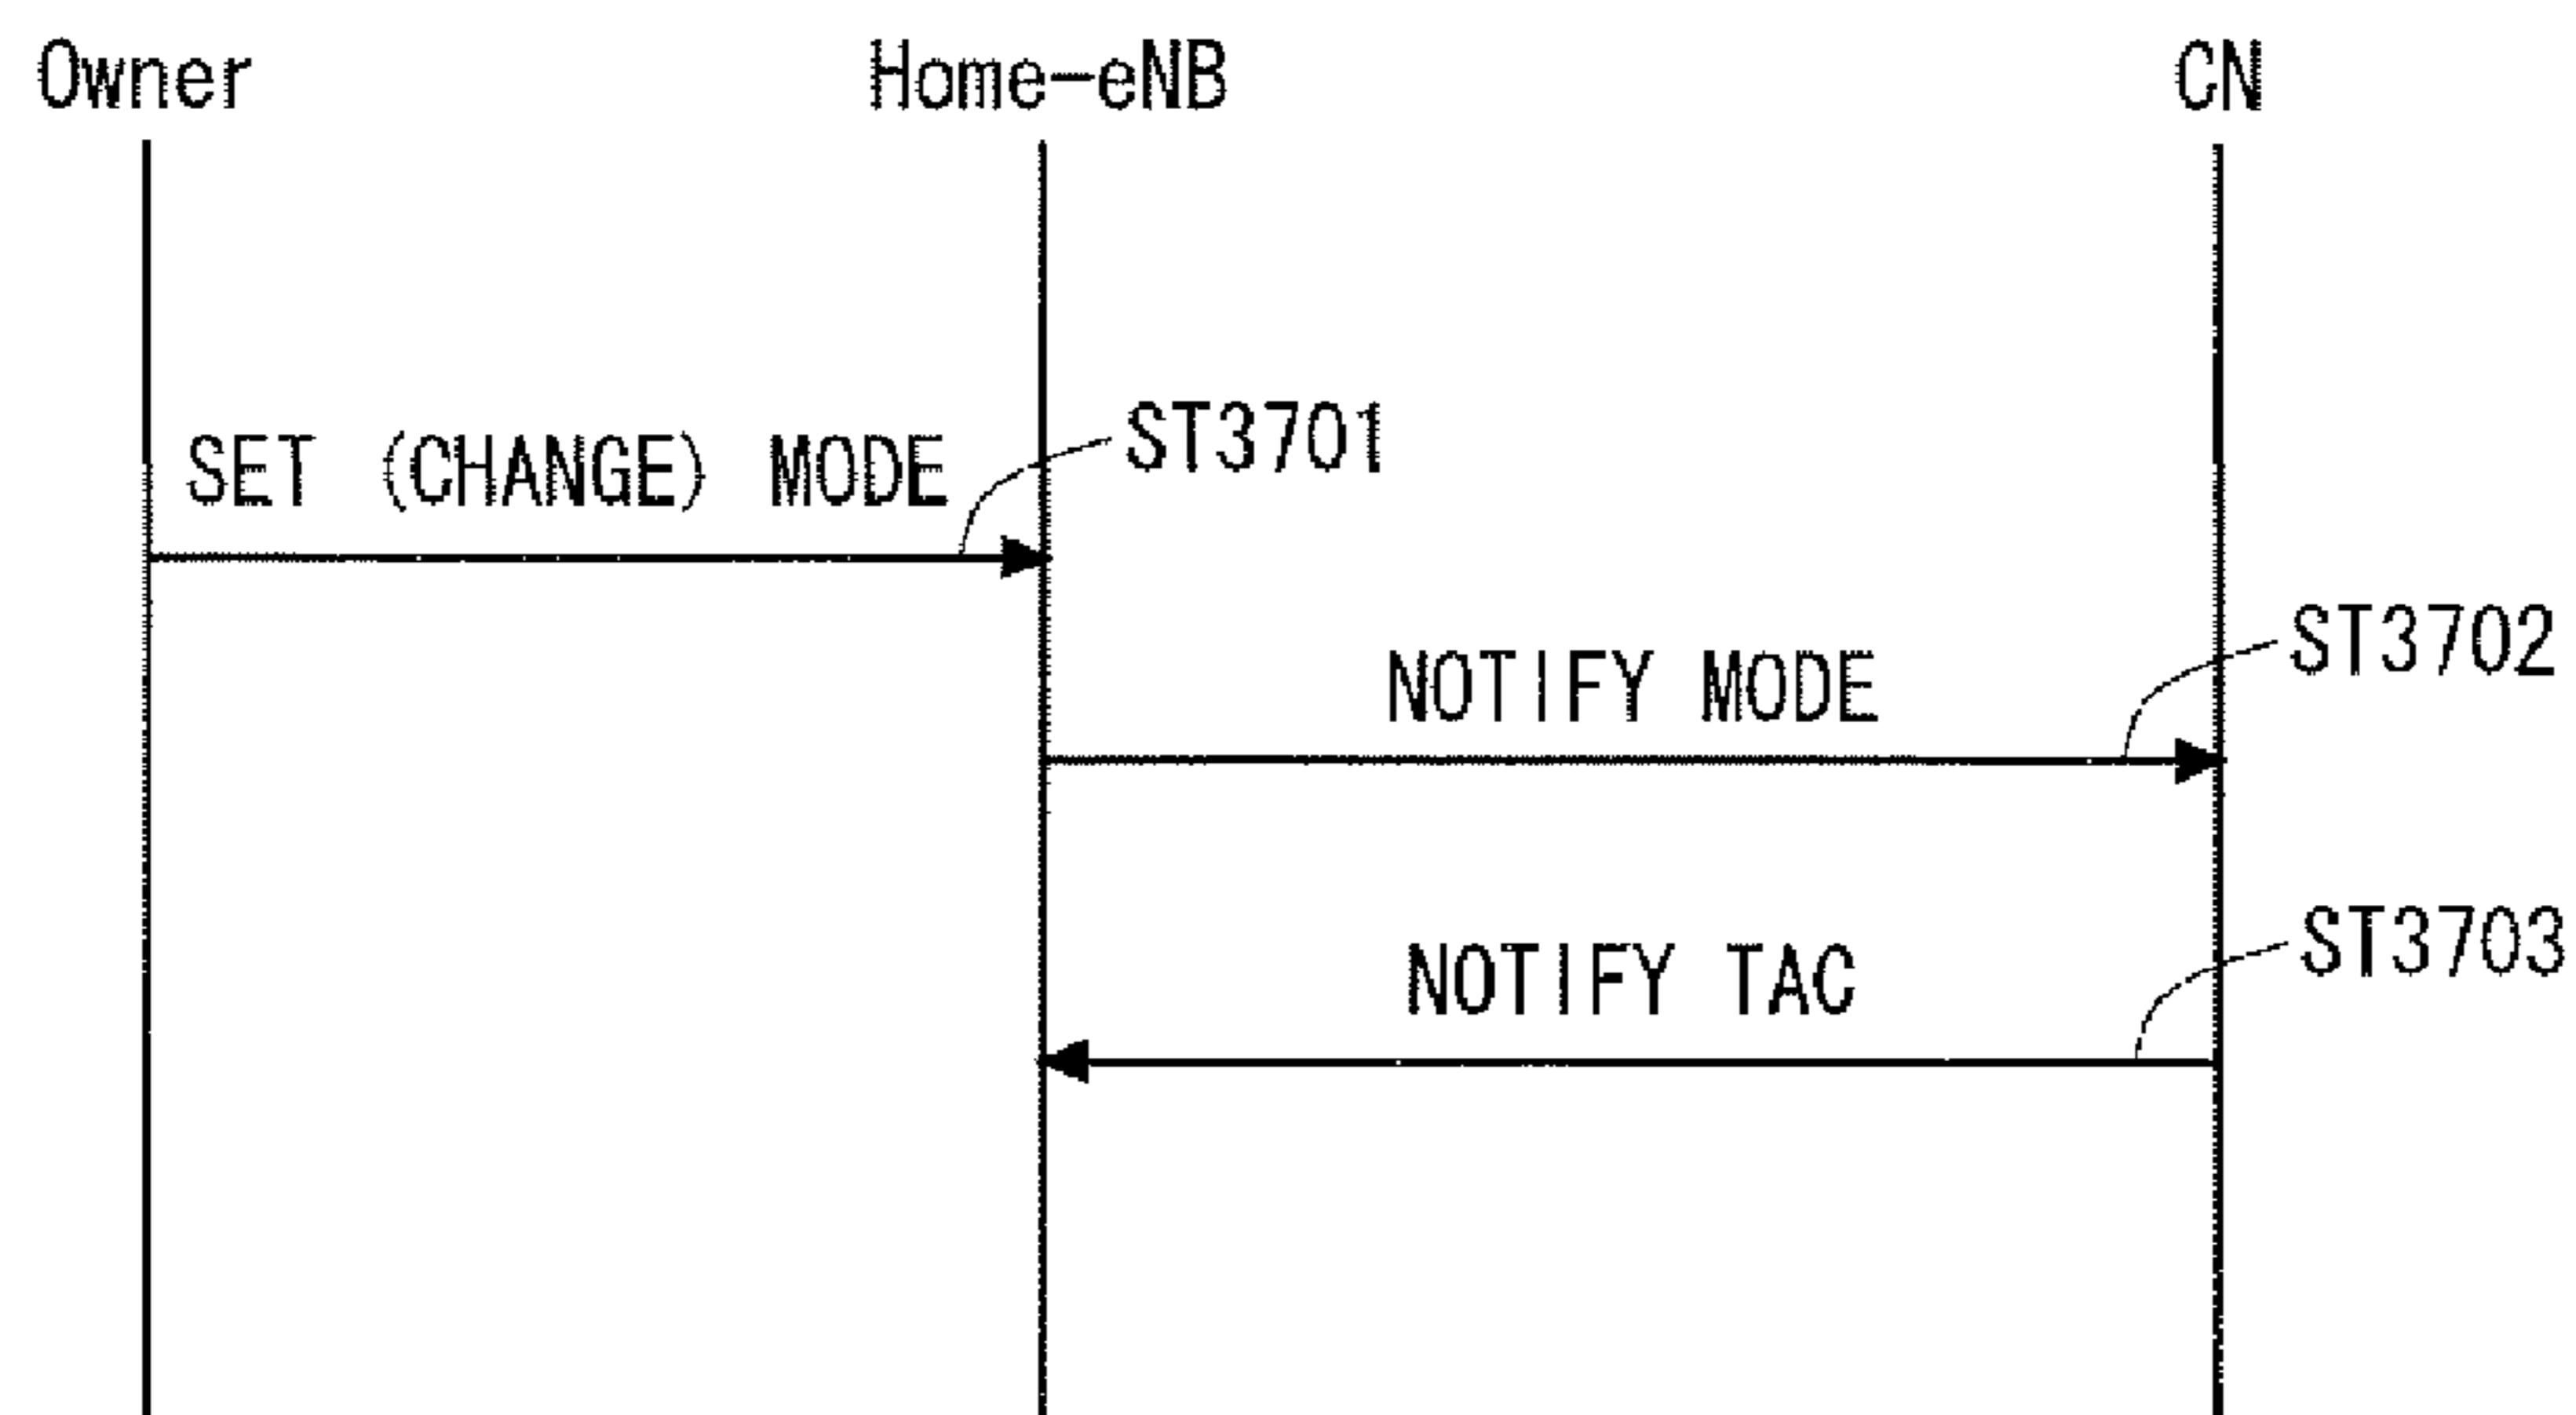 Owner Home-eNB CN
SET (CHANGE) MODE
ST3701
NOTIFY MODE
ST3702
NOTIFY TAC
ST3703